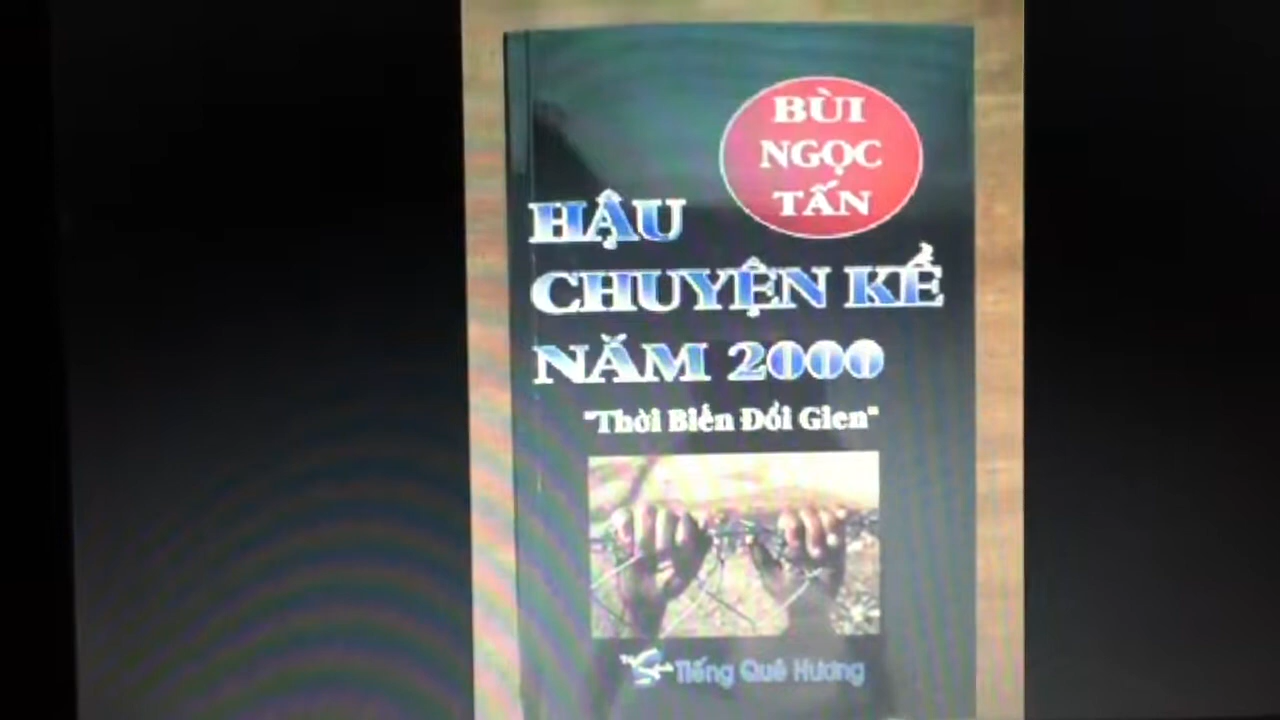 BÙI
NGỌC
TẤN
HẬU
CHUYỆN KỂ
NĂM 2000
"Thời Biến Đổi Gien"
Tiếng Quê Hương